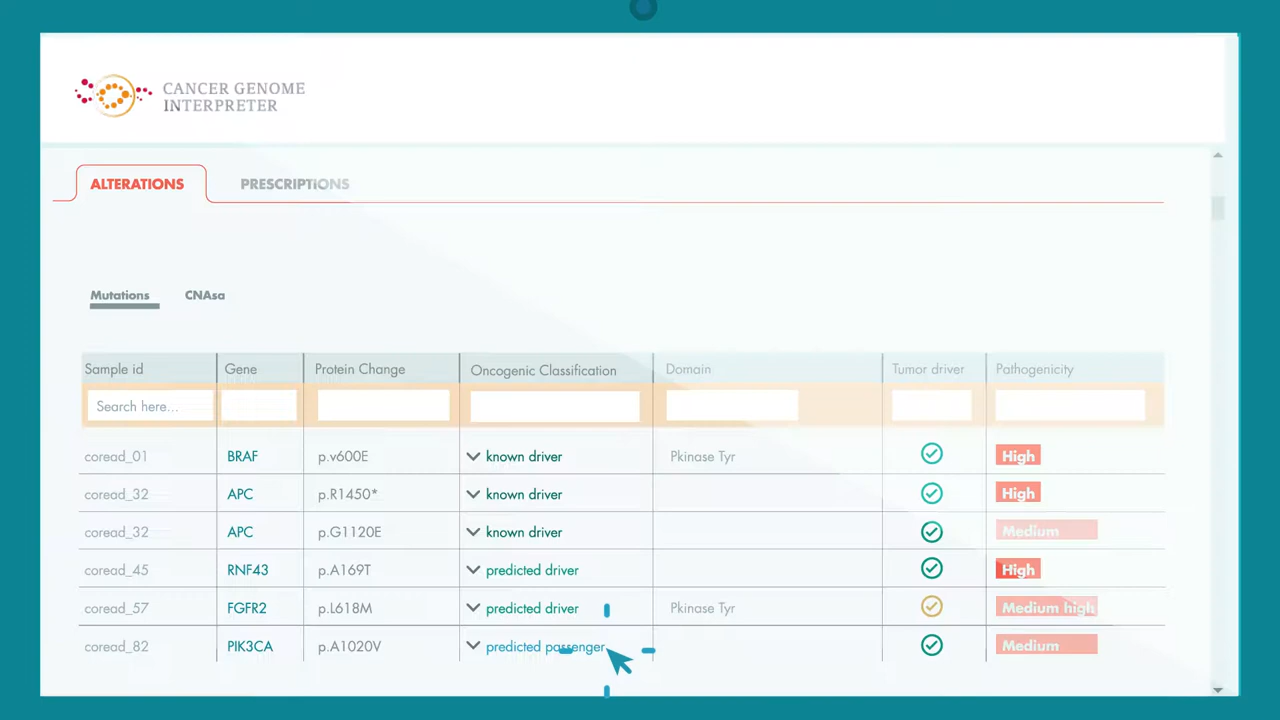 CANCER GENOME
INTERPRETER
ALTERATIONS PRESCRIPTIONS
Mutations CNAsa
Sample id Gene Protein Change Oncogenic Classification Domain Tumor driver Pathogenicity
Search here...
coread_01 BRAF p.v600E known driver Pkinase Tyr High
coread_32 APC p.R1450* known driver High
coread_32 APC p.G1120E known driver Medium
coread_45 RNF43 p.A169T predicted driver High
coread_57 FGFR2 p.L618M predicted driver Pkinase Tyr Medium high
coread_82 PIK3CA p.A1020V predicted passenger Medium